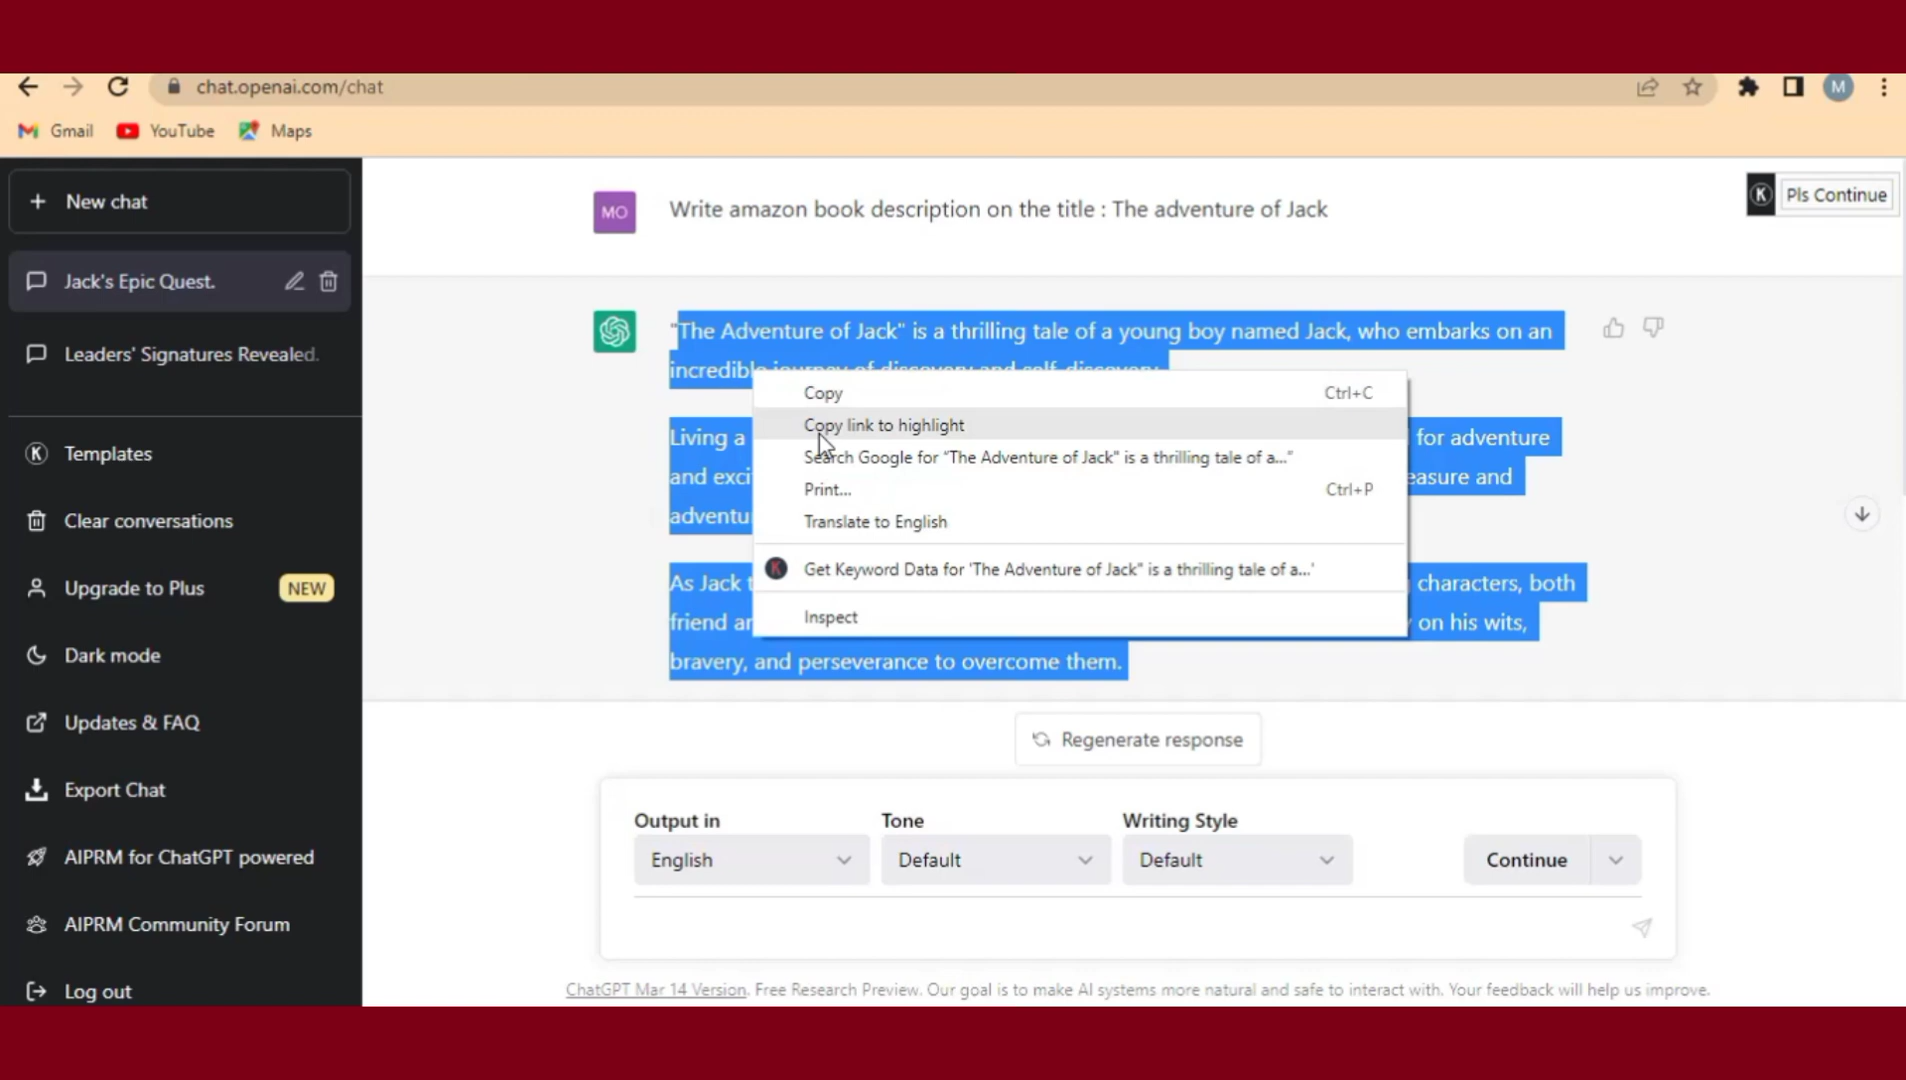 chat.openai.com/chat
M
Gmail
YouTube
Maps
New chat
Jack's Epic Quest.
Leaders' Signatures Revealed.
Templates
Clear conversations
Upgrade to Plus
NEW
Dark mode
Updates & FAQ
Export Chat
AIPRM for ChatGPT powered
AIPRM Community Forum
Log out
MO
Write amazon book description on the title : The adventure of Jack
K Pls Continue
"The Adventure of Jack" is a thrilling tale of a young boy named Jack, who embarks on an
incredible journey of discovery and self-discovery.
Living a for adventure
and
adventu
As Jack characters, both
friend on his wits,
bravery, and perseverance to overcome them.
Copy Ctrl+C
Copy link to highlight
Search Google for "The Adventure of Jack" is a thrilling tale of a..."
Print... Ctrl+P
Translate to English
K Get Keyword Data for 'The Adventure of Jack" is a thrilling tale of a...'
Inspect
Regenerate response
Output in
English
Tone
Default
Writing Style
Default
Continue
ChatGPT Mar 14 Version. Free Research Preview. Our goal is to make AI systems more natural and safe to interact with. Your feedback will help us improve.